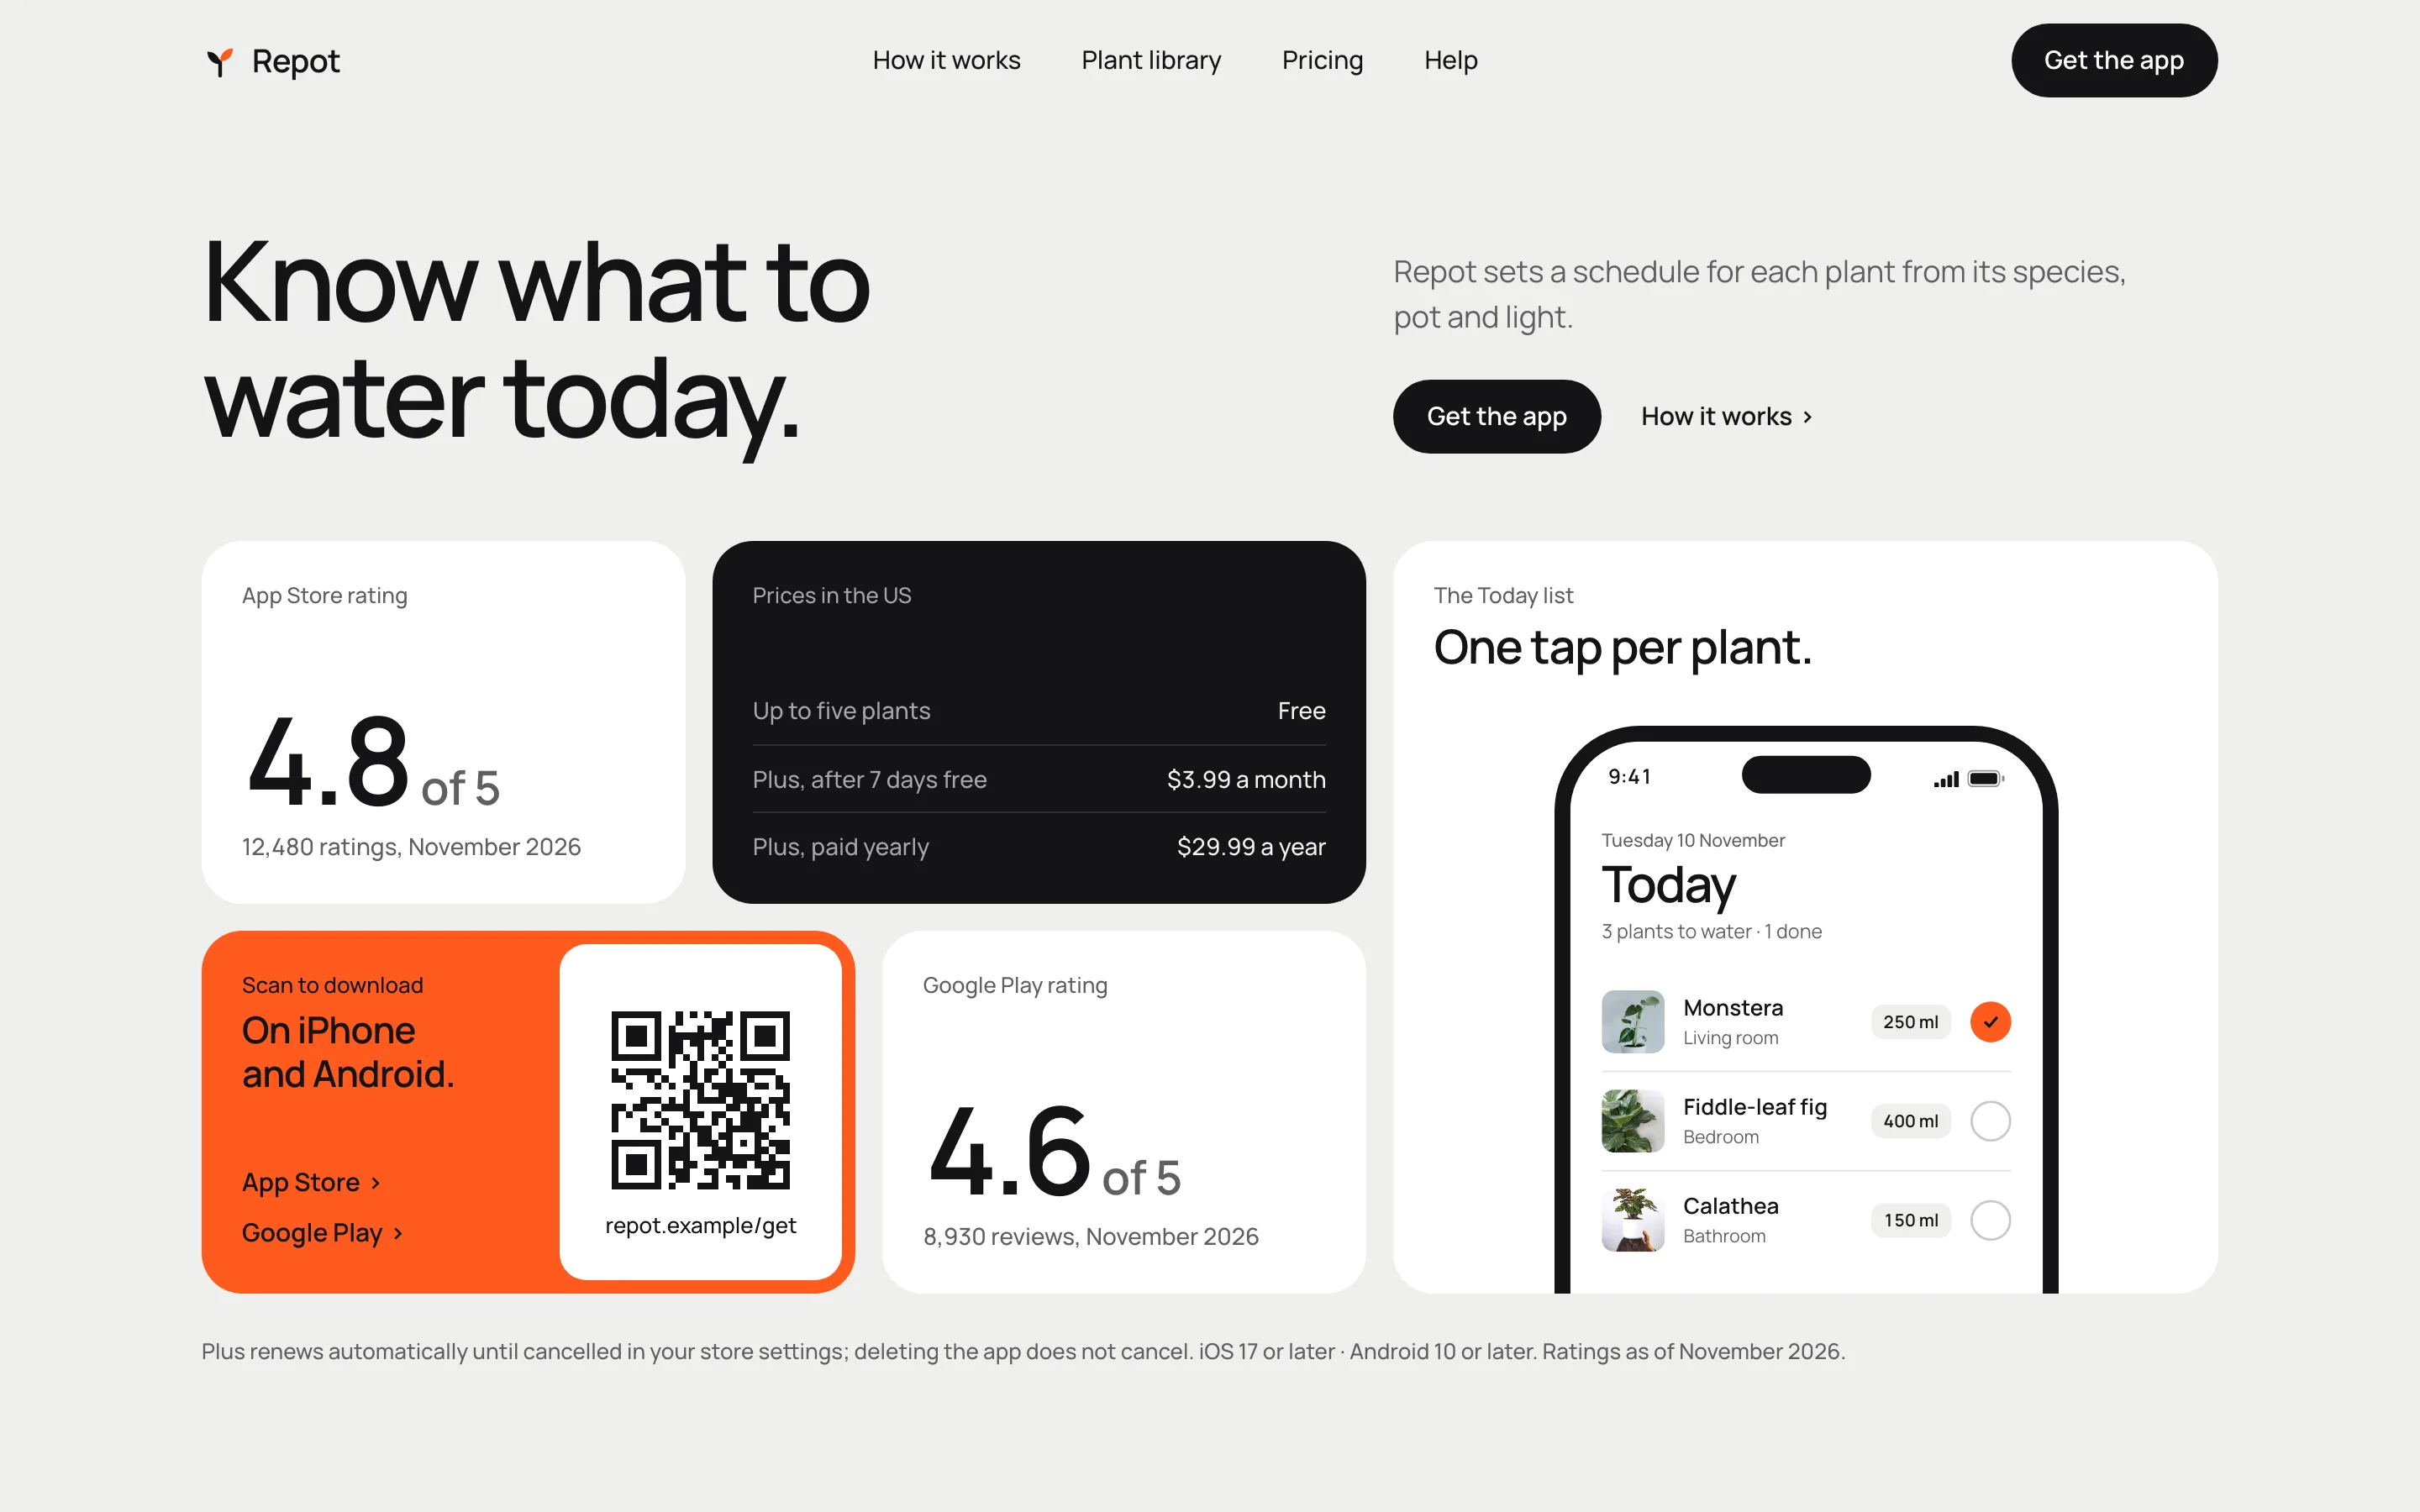 Repot
How it works
Plant library
Pricing
Help
Get the app
Know what to
water today.
Repot sets a schedule for each plant from its species,
pot and light.
Get the app
How it works
App Store rating
4.8 of 5
12,480 ratings, November 2026
Prices in the US
Up to five plants Free
Plus, after 7 days free $3.99 a month
Plus, paid yearly $29.99 a year
Scan to download
On iPhone
and Android.
App Store
Google Play
repot.example/get
Google Play rating
4.6 of 5
8,930 reviews, November 2026
The Today list
One tap per plant.
9:41
Tuesday 10 November
Today
3 plants to water · 1 done
Monstera
Living room
250 ml
Fiddle-leaf fig
Bedroom
400 ml
Calathea
Bathroom
150 ml
Plus renews automatically until cancelled in your store settings; deleting the app does not cancel. iOS 17 or later · Android 10 or later. Ratings as of November 2026.